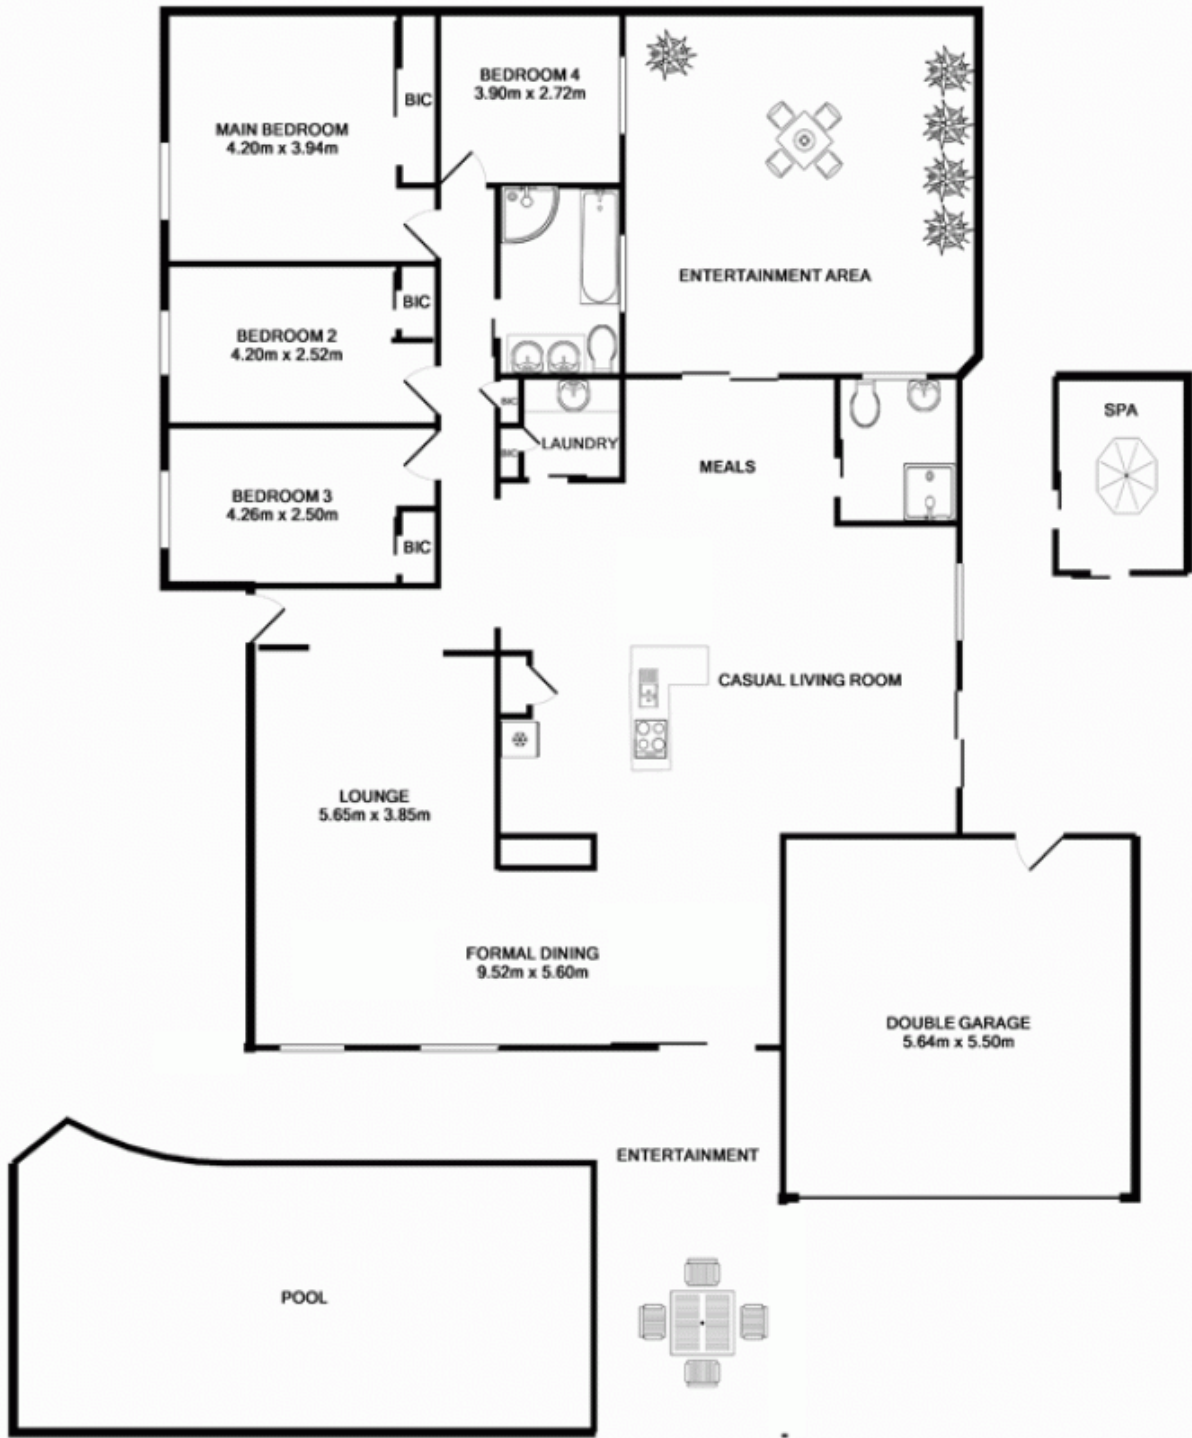 BEDROOM 4
3.90m x 2.72m
BIC
MAIN BEDROOM
4.20m x 3.94m
ENTERTAINMENT AREA
BIC
BEDROOM 2
4.20m x 2.52m
BIC
SPA
LAUNDRY
BIC
MEALS
BEDROOM 3
4.26m x 2.50m
BIC
CASUAL LIVING ROOM
LOUNGE
5.65m x 3.85m
FORMAL DINING
9.52m x 5.60m
DOUBLE GARAGE
5.64m x 5.50m
ENTERTAINMENT
POOL